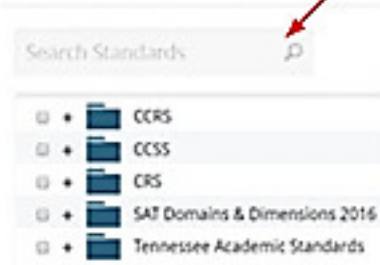 Search Standards
CCRS
CCSS
CRS
SAT Domains & Dimensions 2016
Tennessee Academic Standards